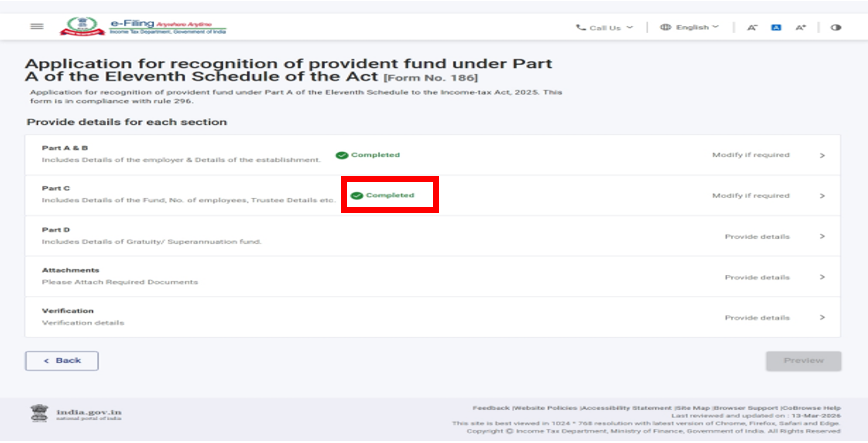 e-Filing Anywhere Anytime
Income Tax Department, Government of India
Call Us
English
A-
A
A+
Application for recognition of provident fund under Part
A of the Eleventh Schedule of the Act [Form No. 186]
Application for recognition of provident fund under Part A of the Eleventh Schedule to the Income-tax Act, 2025. This
form is in compliance with rule 296.
Provide details for each section
Part A & B
Includes Details of the employer & Details of the establishment.
Completed
Modify if required >
Part C
Includes Details of the Fund, No. of employees, Trustee Details etc.
Completed
Modify if required >
Part D
Includes Details of Gratuity/ Superannuation fund.
Provide details >
Attachments
Please Attach Required Documents
Provide details >
Verification
Verification details
Provide details >
< Back
Preview
india.gov.in
national portal of india
Feedback |Website Policies |Accessibility Statement |Site Map |Browser Support |CoBrowse Help
Last reviewed and updated on : 13-Mar-2026
This site is best viewed in 1024 * 768 resolution with latest version of Chrome, Firefox, Safari and Edge.
Copyright © Income Tax Department, Ministry of Finance, Government of India. All Rights Reserved